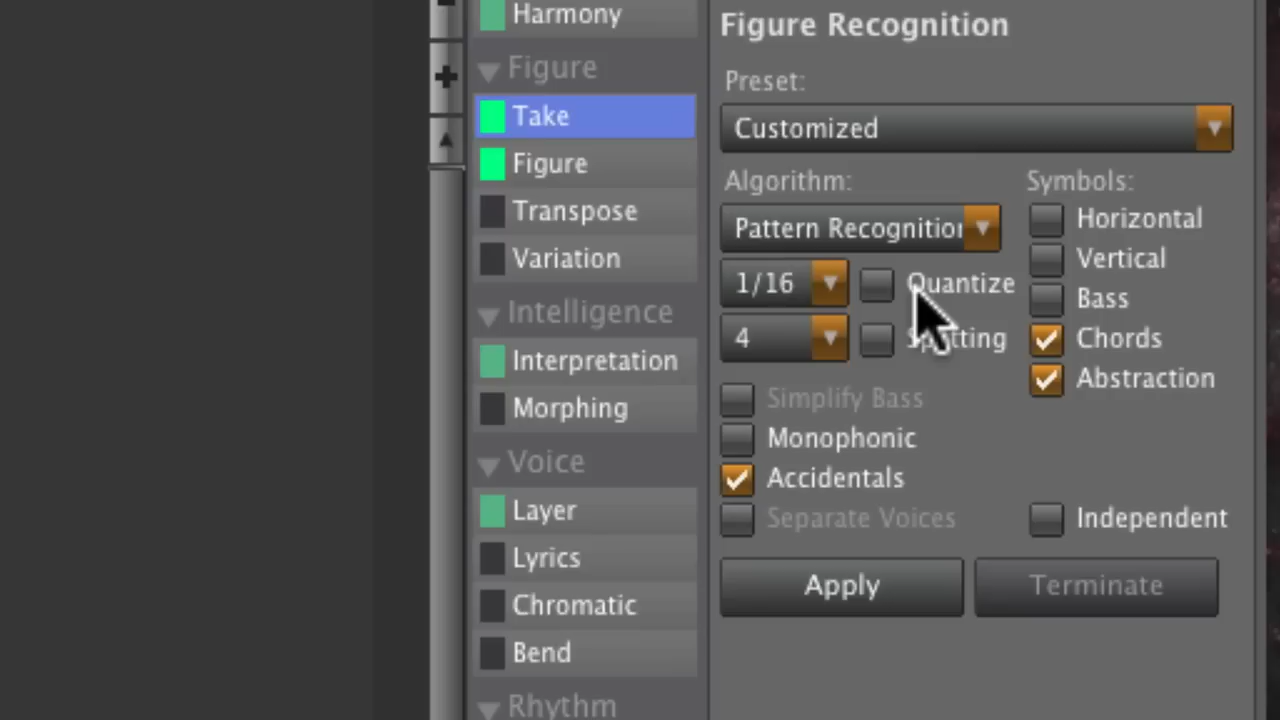 Harmony
Figure
Take
Figure
Transpose
Variation
Intelligence
Interpretation
Morphing
Voice
Layer
Lyrics
Chromatic
Bend
Rhythm
Figure Recognition
Preset:
Customized
Algorithm:
Pattern Recognition
1/16 Quantize
4
Simplify Bass
Monophonic
Accidentals
Separate Voices
Symbols:
Horizontal
Vertical
Bass
Chords
Abstraction
Independent
Apply Terminate